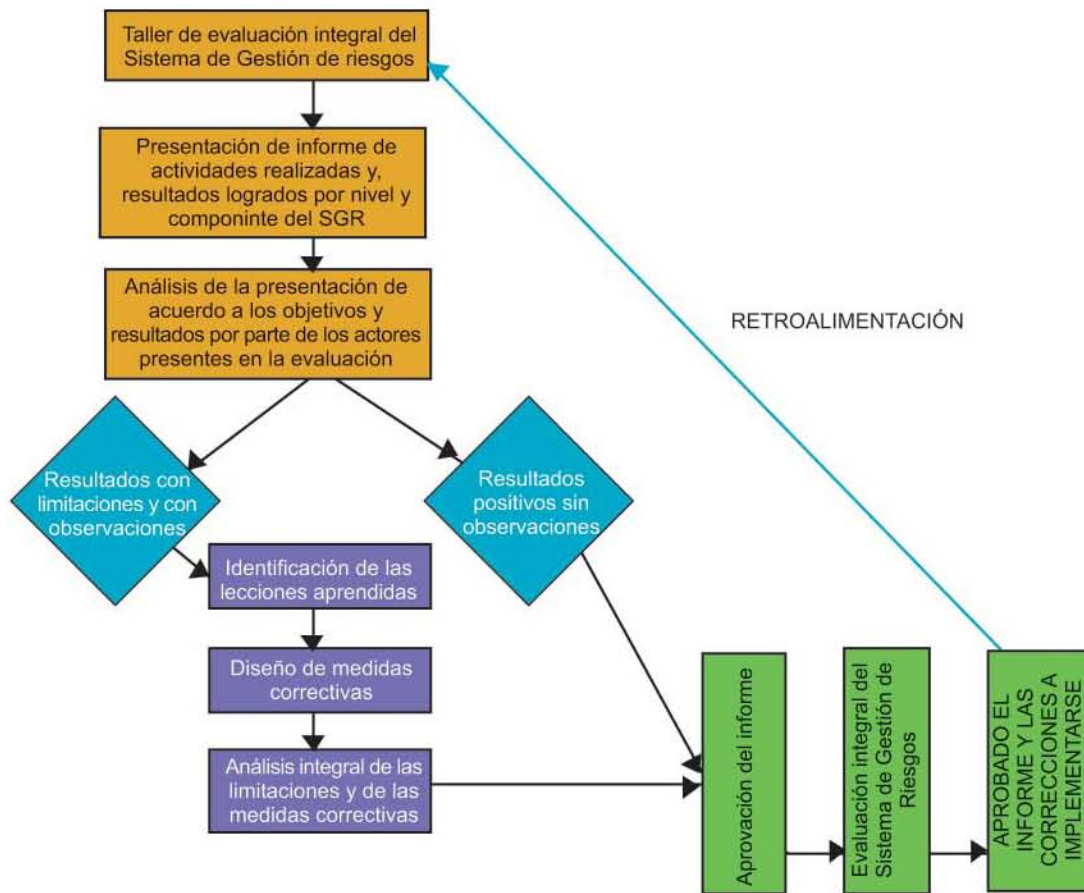 Taller de evaluación integral del
Sistema de Gestión de riesgos
Presentación de informe de
actividades realizadas y,
resultados logrados por nivel y
componinte del SGR
Análisis de la presentación de
acuerdo a los objetivos y
resultados por parte de los actores
presentes en la evaluación
RETROALIMENTACIÓN
Resultados con
limitaciones y con
observaciones
Resultados
positivos sin
observaciones
Identificación de las
lecciones aprendidas
Diseño de medidas
correctivas
Análisis integral de las
limitaciones y de las
medidas correctivas
Aprovación del informe
Evaluación integral del
Sistema de Gestión de
Riesgos
APROBADO EL
INFORME Y LAS
CORRECCIONES A
IMPLEMENTARSE